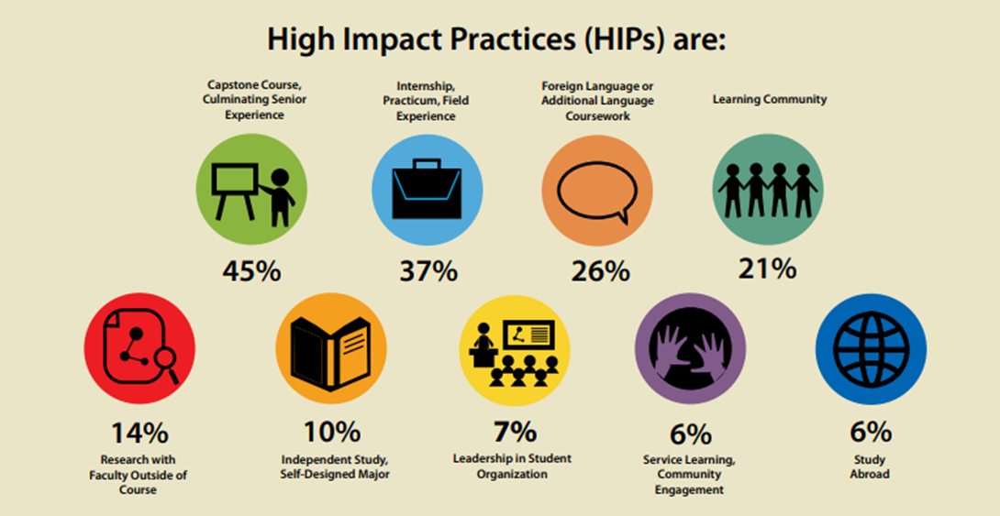 High Impact Practices (HIPs) are:
Capstone Course,
Culminating Senior
Experience
45%
Internship,
Practicum, Field
Experience
37%
Foreign Language or
Additional Language
Coursework
26%
Learning Community
21%
14%
Research with
Faculty Outside of
Course
10%
Independent Study,
Self-Designed Major
7%
Leadership in Student
Organization
6%
Service Learning,
Community
Engagement
6%
Study
Abroad